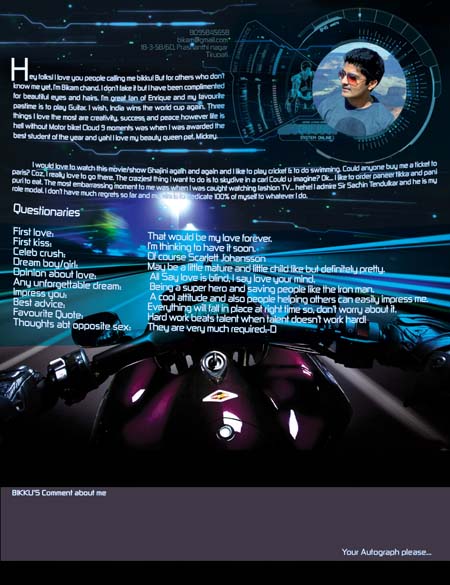 8095845658
bikam@gmail.com
18-3-58/6D, Prashanthi nagar
Tirupati
SYSTEM ONLINE
Hey folks! I love you people calling me bikku! But for others who don't
know me yet, I'm Bikam chand. I don't fake it but I have been complimented
for beautiful eyes and hairs. I'm great fan of Enrique and my favourite
pastime is to play Guitar. I wish, India wins the world cup again. Three
things I love the most are creativity, success and peace however life is
hell without Motor bike! Cloud 9 moments was when I was awarded the
best student of the year and yah! I love my beauty queen pet, Mickey.
I would love to watch this movie/show Ghajini again and again and I like to play cricket & to do swimming. Could anyone buy me a ticket to
paris? Coz, I really love to go there. The craziest thing I want to do is to skydive in a car! Could u imagine? Ok... I like to order paneer tikka and pani
puri to eat. The most embarrassing moment to me was when I was caught watching fashion TV... hehe! I admire Sir Sachin Tendulkar and he is my
role model. I don't have much regrets so far and my dedicate 100% of myself to whatever I do.
Questionaries
First love: That would be my love forever.
First kiss: I'm thinking to have it soon.
Celeb crush: Of course Scarlett Johansson
Dream boy/girl: May be a little mature and little child like but definitely pretty.
Opinion about love: All Say love is blind, I say love your mind.
Any unforgettable dream: Being a super hero and saving people like the iron man.
Impress you: A cool attitude and also people helping others can easily impress me.
Best advice: Everything will fall in place at right time so, don't worry about it.
Favourite Quote: Hard work beats talent when talent doesn't work hard!
Thoughts abt opposite sex: They are very much required:-D
BIKKU'S Comment about me
Your Autograph please...